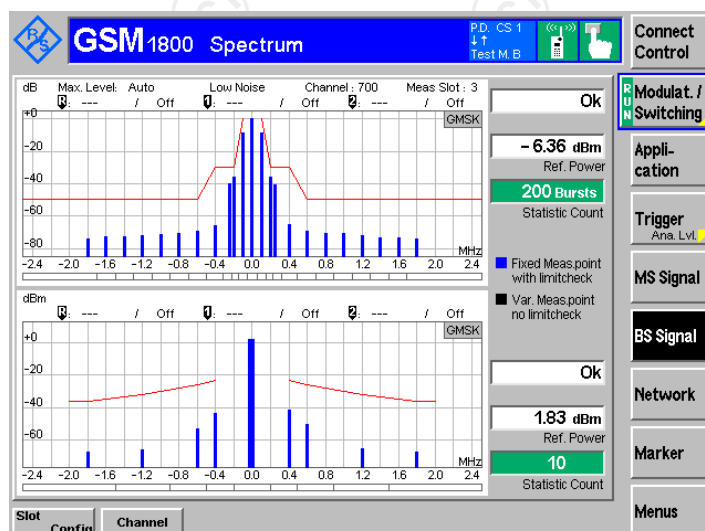 R&S
GSM 1800 Spectrum
P.D. CS 1
Test M. B
Connect Control
dB Max. Level: Auto Low Noise Channel : 700 Meas Slot : 3
R: --- / Off 1: --- / Off 2: --- / Off
GMSK
+0
-20
-40
-60
-80
MHz
-2.4 -2.0 -1.6 -1.2 -0.8 -0.4 0.0 0.4 0.8 1.2 1.6 2.0 2.4
Ok
-6.36 dBm
Ref. Power
200 Bursts
Statistic Count
Fixed Meas.point
with limitcheck
Var. Meas.point
no limitcheck
dBm
R: --- / Off 1: --- / Off 2: --- / Off
GMSK
+0
-20
-40
-60
MHz
-2.4 -2.0 -1.6 -1.2 -0.8 -0.4 0.0 0.4 0.8 1.2 1.6 2.0 2.4
Ok
1.83 dBm
Ref. Power
10
Statistic Count
RUN
Modulat. /
Switching
Appli-
cation
Trigger
Ana. Lvl.
MS Signal
BS Signal
Network
Marker
Menus
Slot
Config
Channel